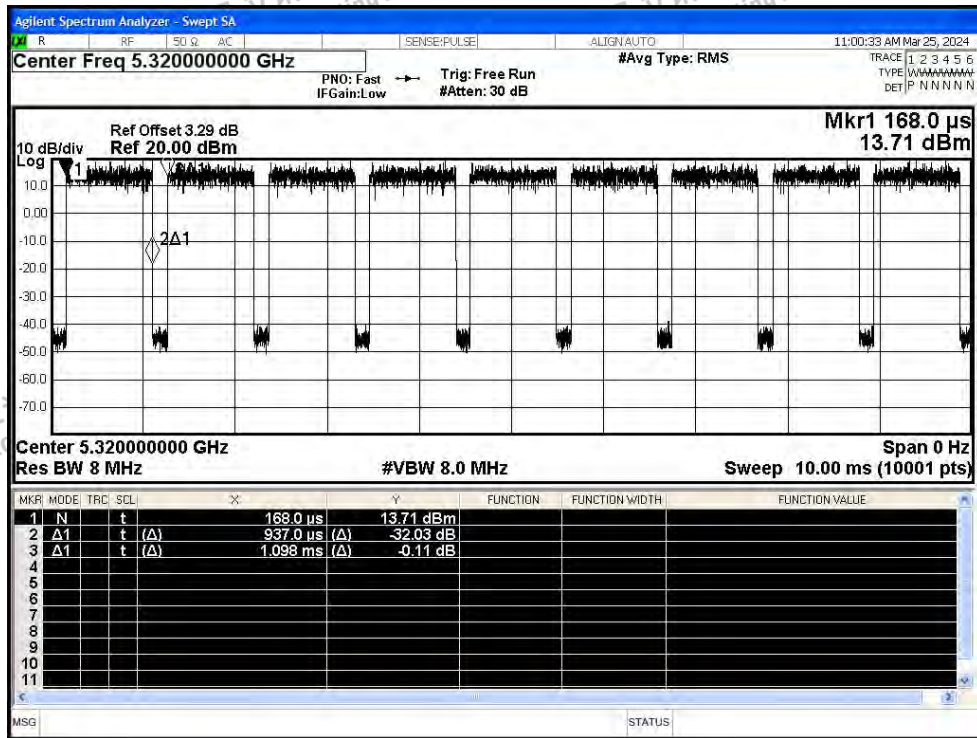 Agilent Spectrum Analyzer - Swept SA
LXI R RF 50 Ω AC SENSE:PULSE ALIGN AUTO 11:00:33 AM Mar 25, 2024
Center Freq 5.320000000 GHz
PNO: Fast
IFGain:Low
Trig: Free Run
#Atten: 30 dB
#Avg Type: RMS
TRACE 1 2 3 4 5 6
TYPE WWWWWW
DET P N N N N N
Mkr1 168.0 µs
13.71 dBm
Ref Offset 3.29 dB
10 dB/div Ref 20.00 dBm
Log
1
10.0
0.00
-10.0
2Δ1
-20.0
-30.0
-40.0
-50.0
-60.0
-70.0
Center 5.320000000 GHz Span 0 Hz
Res BW 8 MHz #VBW 8.0 MHz Sweep 10.00 ms (10001 pts)
MKR MODE TRC SCL X Y FUNCTION FUNCTION WIDTH FUNCTION VALUE
1 N t 168.0 µs 13.71 dBm
2 Δ1 t (Δ) 937.0 µs (Δ) -32.03 dB
3 Δ1 t (Δ) 1.098 ms (Δ) -0.11 dB
4
5
6
7
8
9
10
11
MSG STATUS